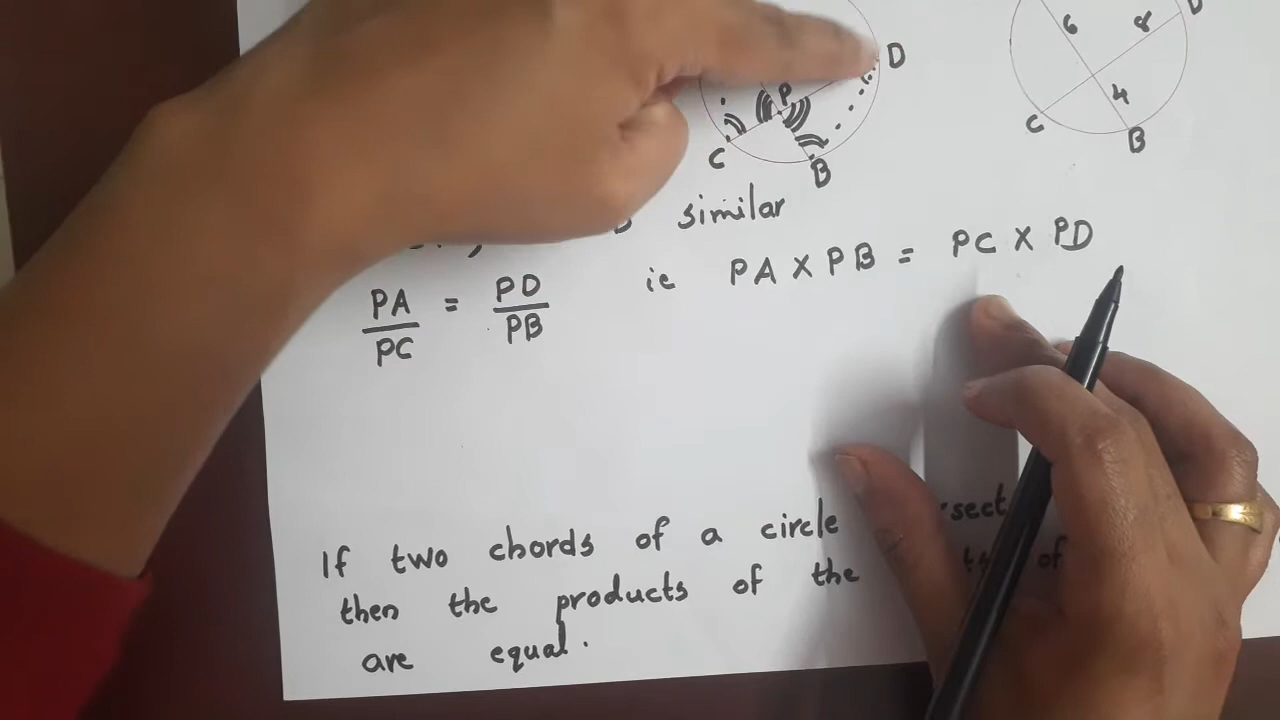 D
P
C
B
6
8
D
4
C
B
similar
PA/PC = PD/PB ie PA X PB = PC X PD
If two chords of a circle
then the products of the of
are equal.